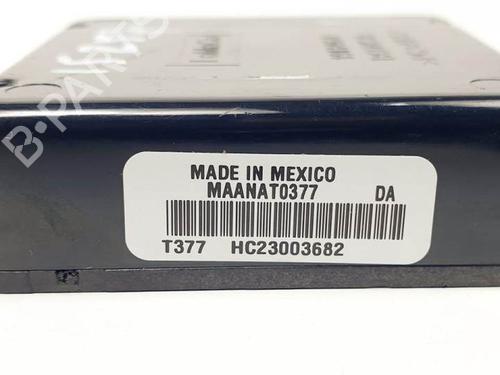 B-PARTS
MADE IN MEXICO
MAANAT0377 DA
T377 HC23003682